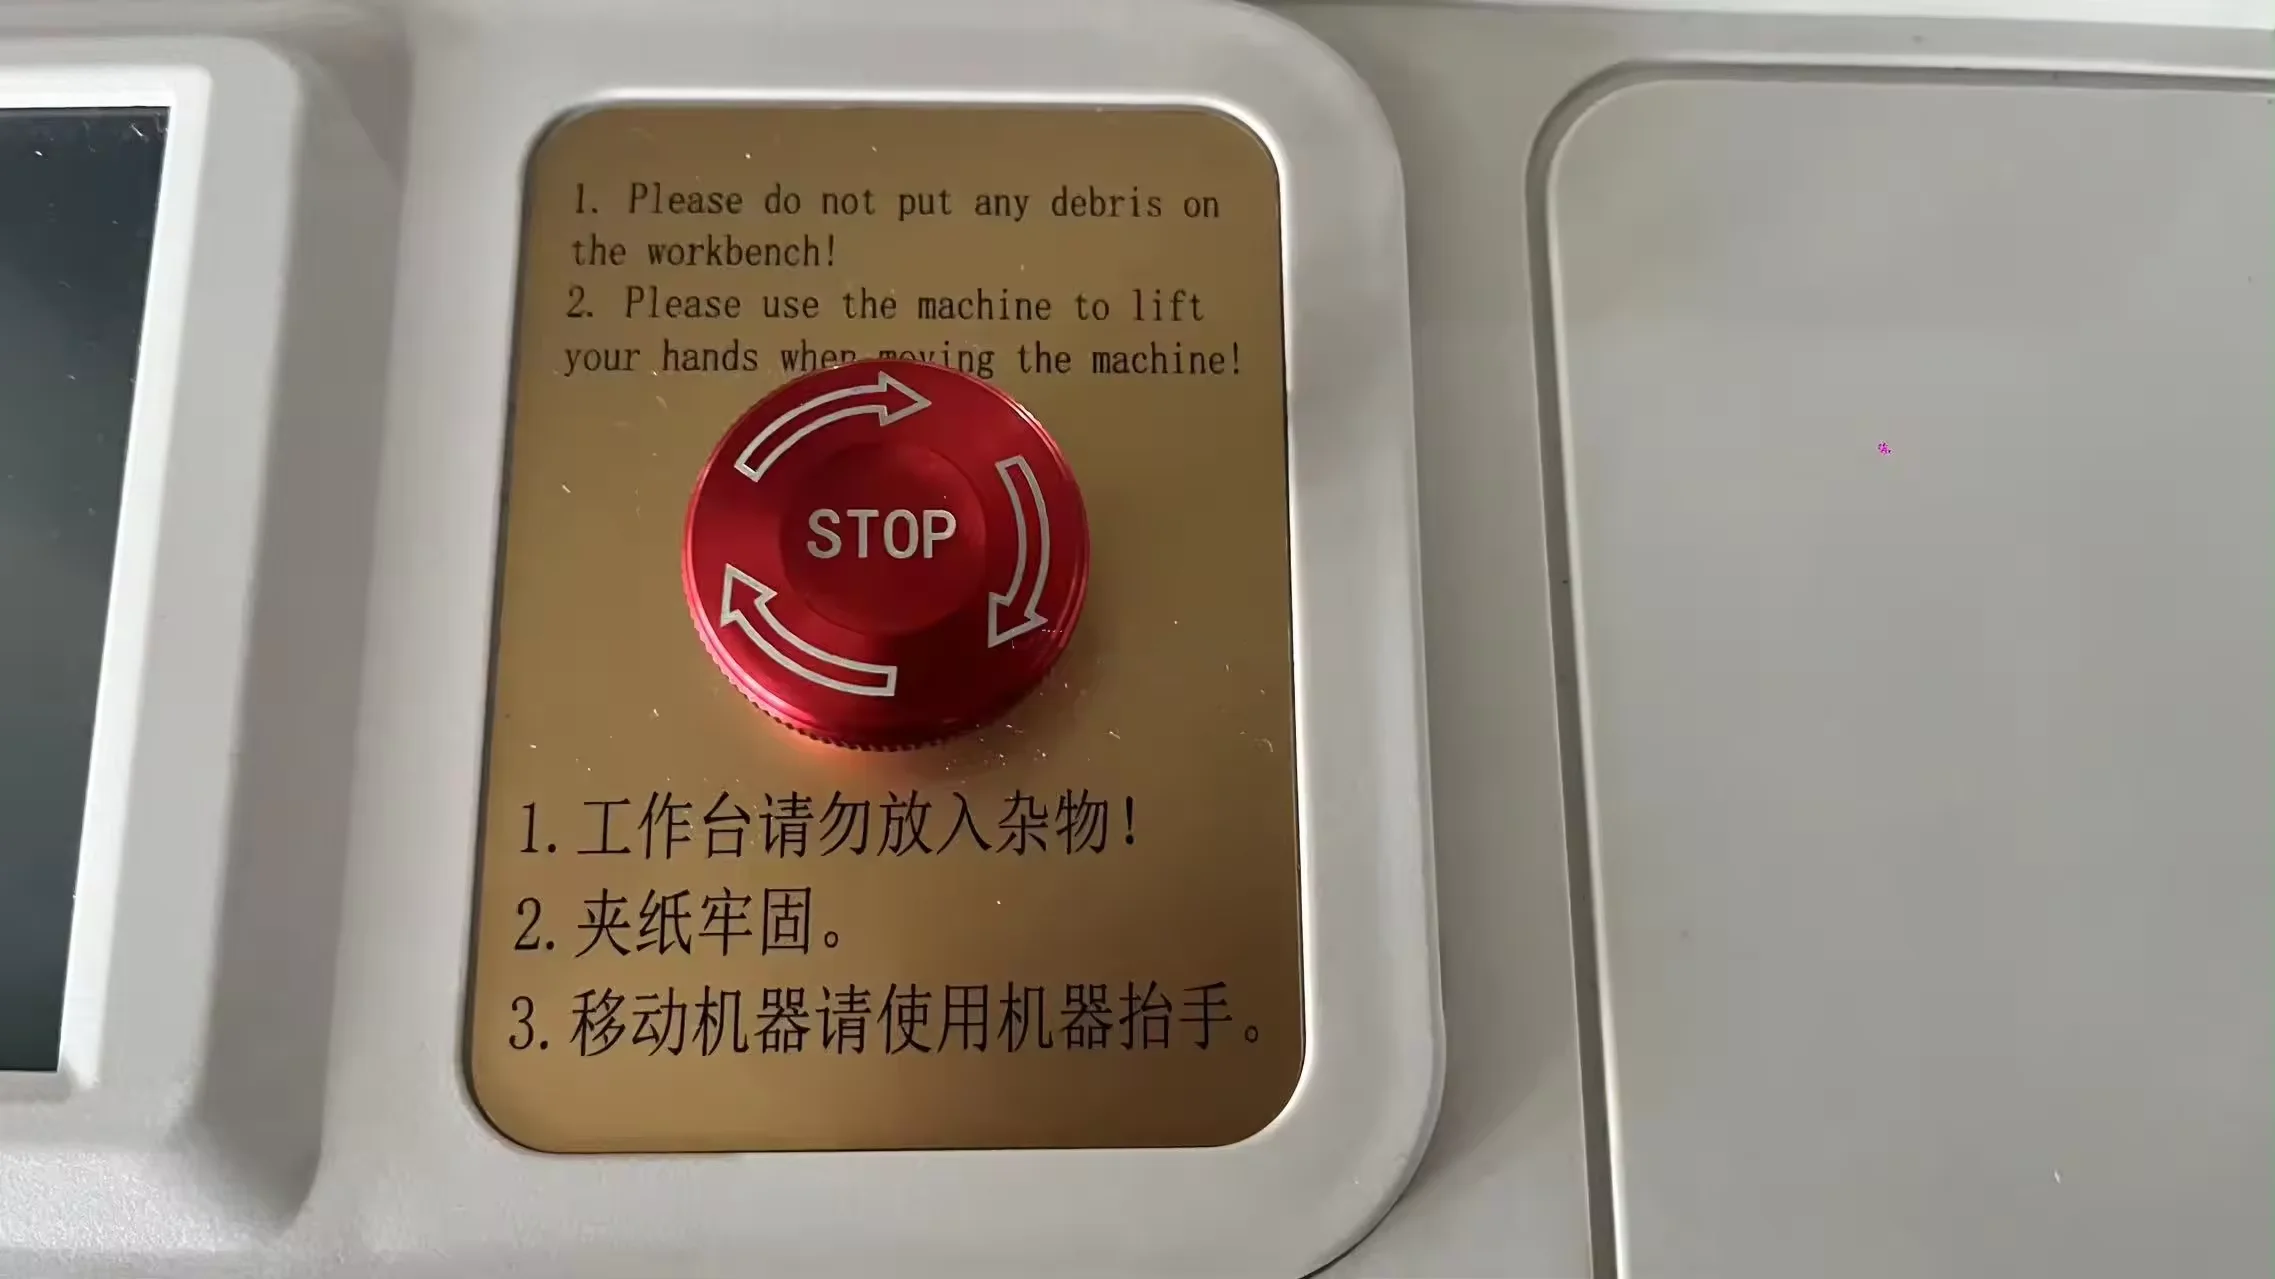 1. Please do not put any debris on
the workbench!
2. Please use the machine to lift
your hands when moving the machine!
STOP
1.工作台请勿放入杂物！
2.夹纸牢固。
3.移动机器请使用机器抬手。